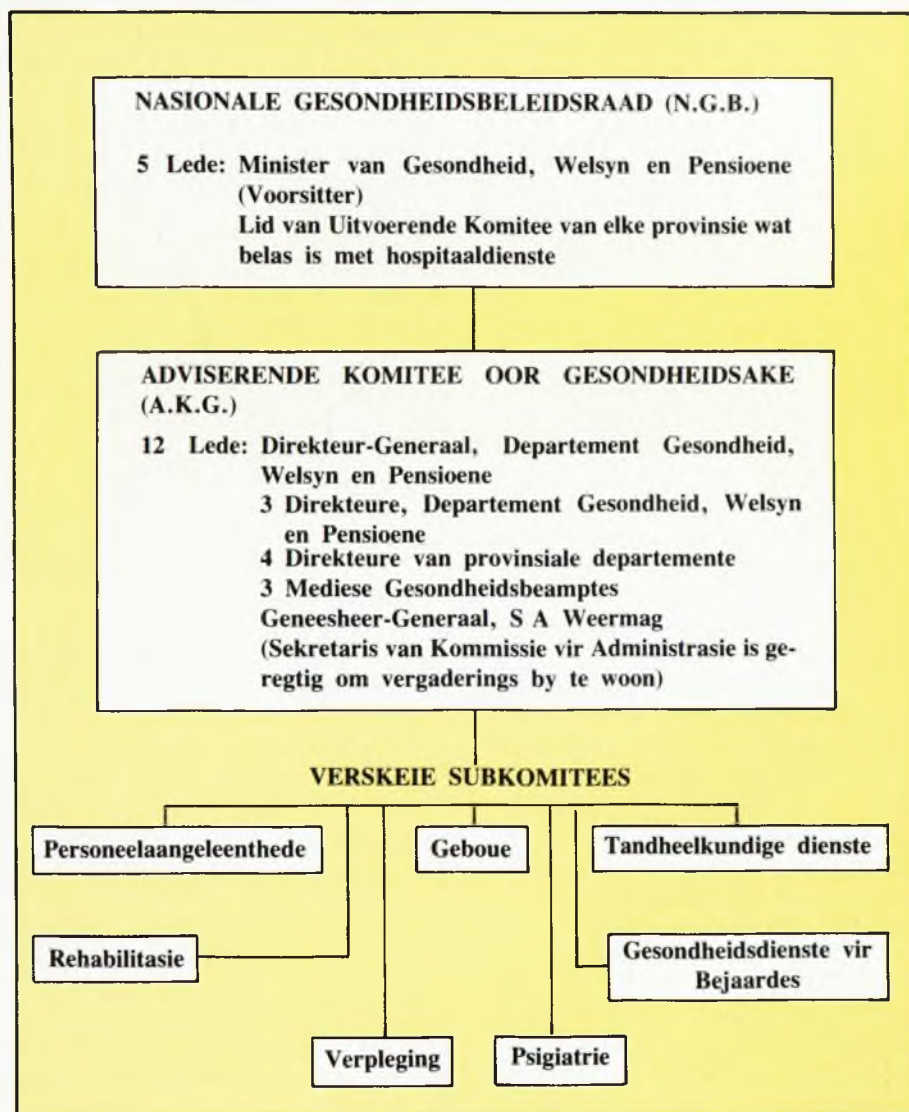 NASIONALE GESONDHEIDSBELEIDSRAAD (N.G.B.)
5 Lede: Minister van Gesondheid, Welsyn en Pensioene
(Voorsitter)
Lid van Uitvoerende Komitee van elke provinsie wat
belas is met hospitaaldienste
ADVISERENDE KOMITEE OOR GESONDHEIDSAKE
(A.K.G.)
12 Lede: Direkteur-Generaal, Departement Gesondheid,
Welsyn en Pensioene
3 Direkteure, Departement Gesondheid, Welsyn
en Pensioene
4 Direkteure van provinsiale departemente
3 Mediese Gesondheidsbeamptes
Geneesheer-Generaal, S A Weermag
(Sekretaris van Kommissie vir Administrasie is ge-
regtig om vergaderings by te woon)
VERSKEIE SUBKOMITEES
Personeelaangeleenthede
Geboue
Tandheelkundige dienste
Rehabilitasie
Gesondheidsdienste vir
Bejaardes
Verpleging
Psigiatrie